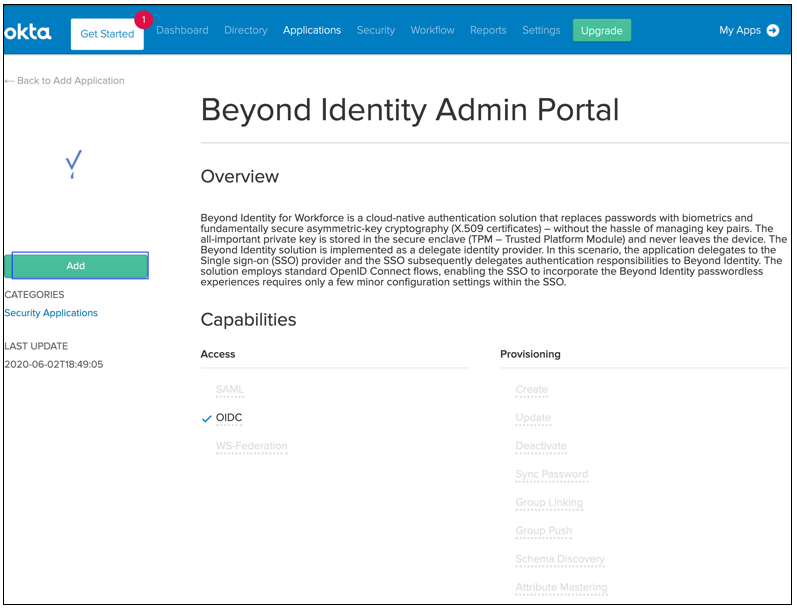 okta
Get Started
1
Dashboard
Directory
Applications
Security
Workflow
Reports
Settings
Upgrade
My Apps
← Back to Add Application
Beyond Identity Admin Portal
Add
CATEGORIES
Security Applications
LAST UPDATE
2020-06-02T18:49:05
Overview
Beyond Identity for Workforce is a cloud-native authentication solution that replaces passwords with biometrics and
fundamentally secure asymmetric-key cryptography (X.509 certificates) – without the hassle of managing key pairs. The
all-important private key is stored in the secure enclave (TPM – Trusted Platform Module) and never leaves the device. The
Beyond Identity solution is implemented as a delegate identity provider. In this scenario, the application delegates to the
Single sign-on (SSO) provider and the SSO subsequently delegates authentication responsibilities to Beyond Identity. The
solution employs standard OpenID Connect flows, enabling the SSO to incorporate the Beyond Identity passwordless
experiences requires only a few minor configuration settings within the SSO.
Capabilities
Access
SAML
OIDC
WS-Federation
Provisioning
Create
Update
Deactivate
Sync Password
Group Linking
Group Push
Schema Discovery
Attribute Mastering